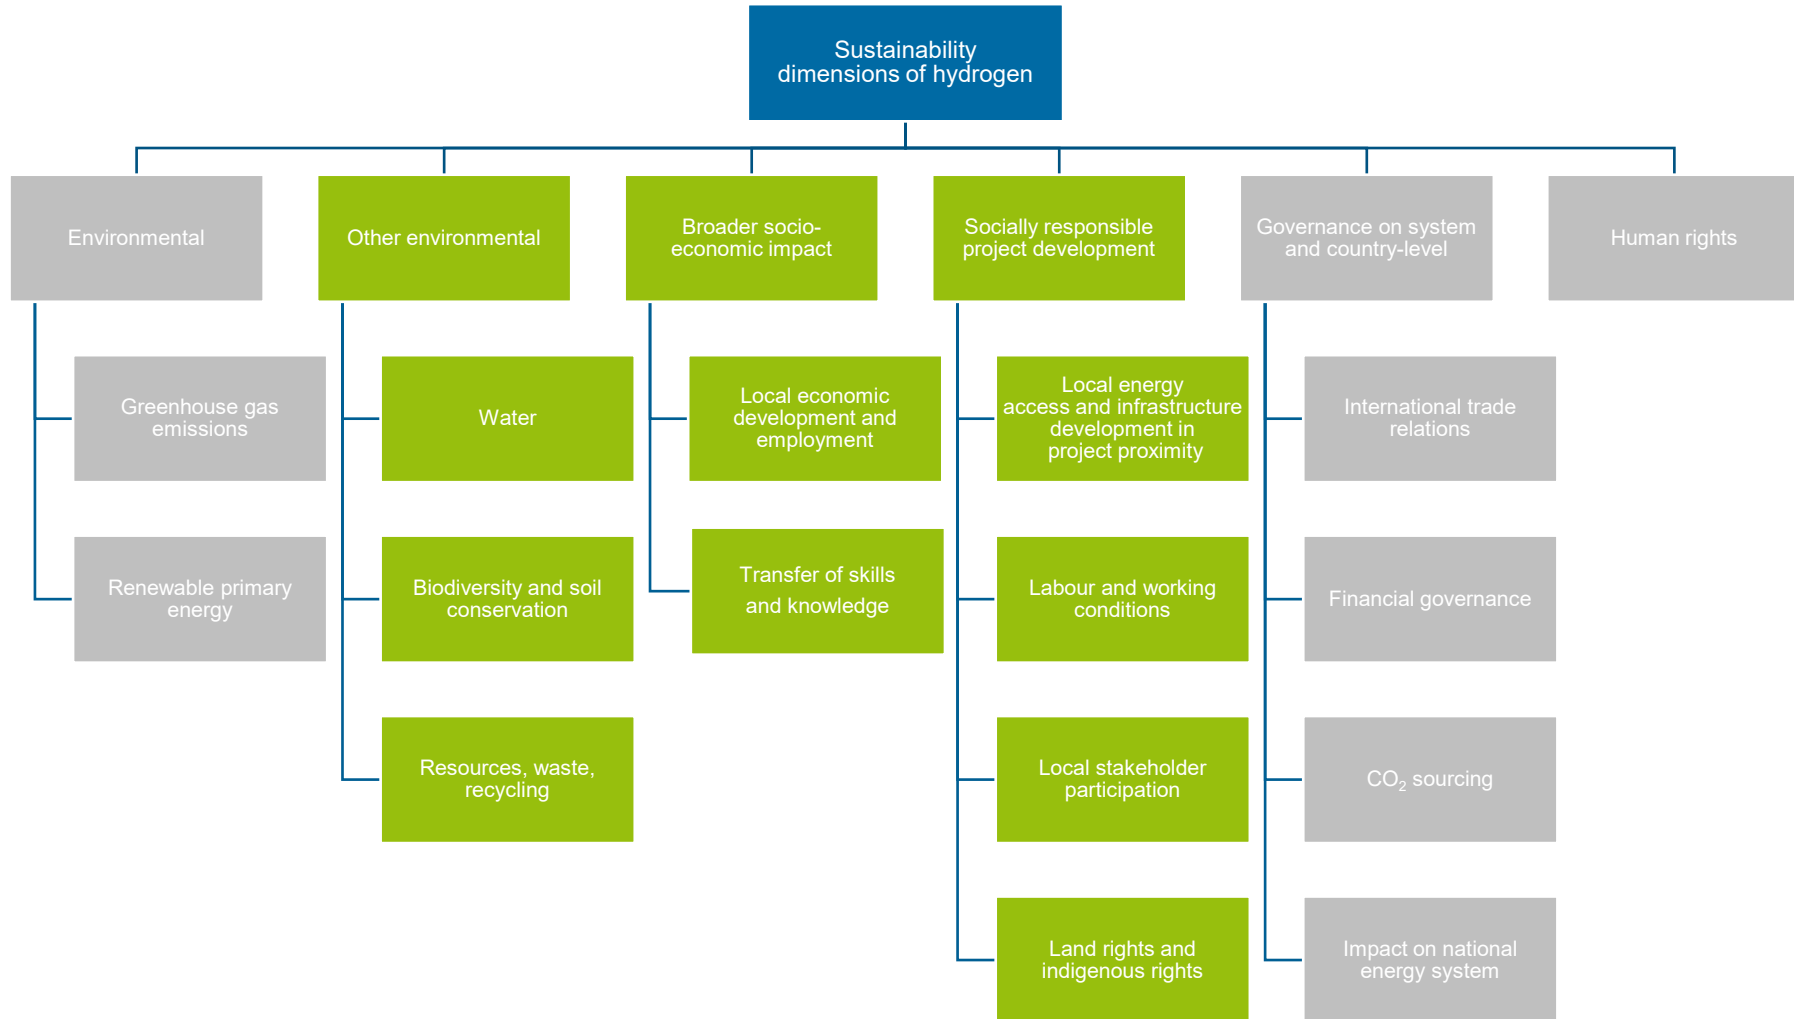 Sustainability
dimensions of hydrogen
Environmental
Other environmental
Broader socio-
economic impact
Socially responsible
project development
Governance on system
and country-level
Human rights
Greenhouse gas
emissions
Water
Local economic
development and
employment
Local energy
access and infrastructure
development in
project proximity
International trade
relations
Renewable primary
energy
Biodiversity and soil
conservation
Transfer of skills
and knowledge
Labour and working
conditions
Financial governance
Resources, waste,
recycling
Local stakeholder
participation
CO₂ sourcing
Land rights and
indigenous rights
Impact on national
energy system